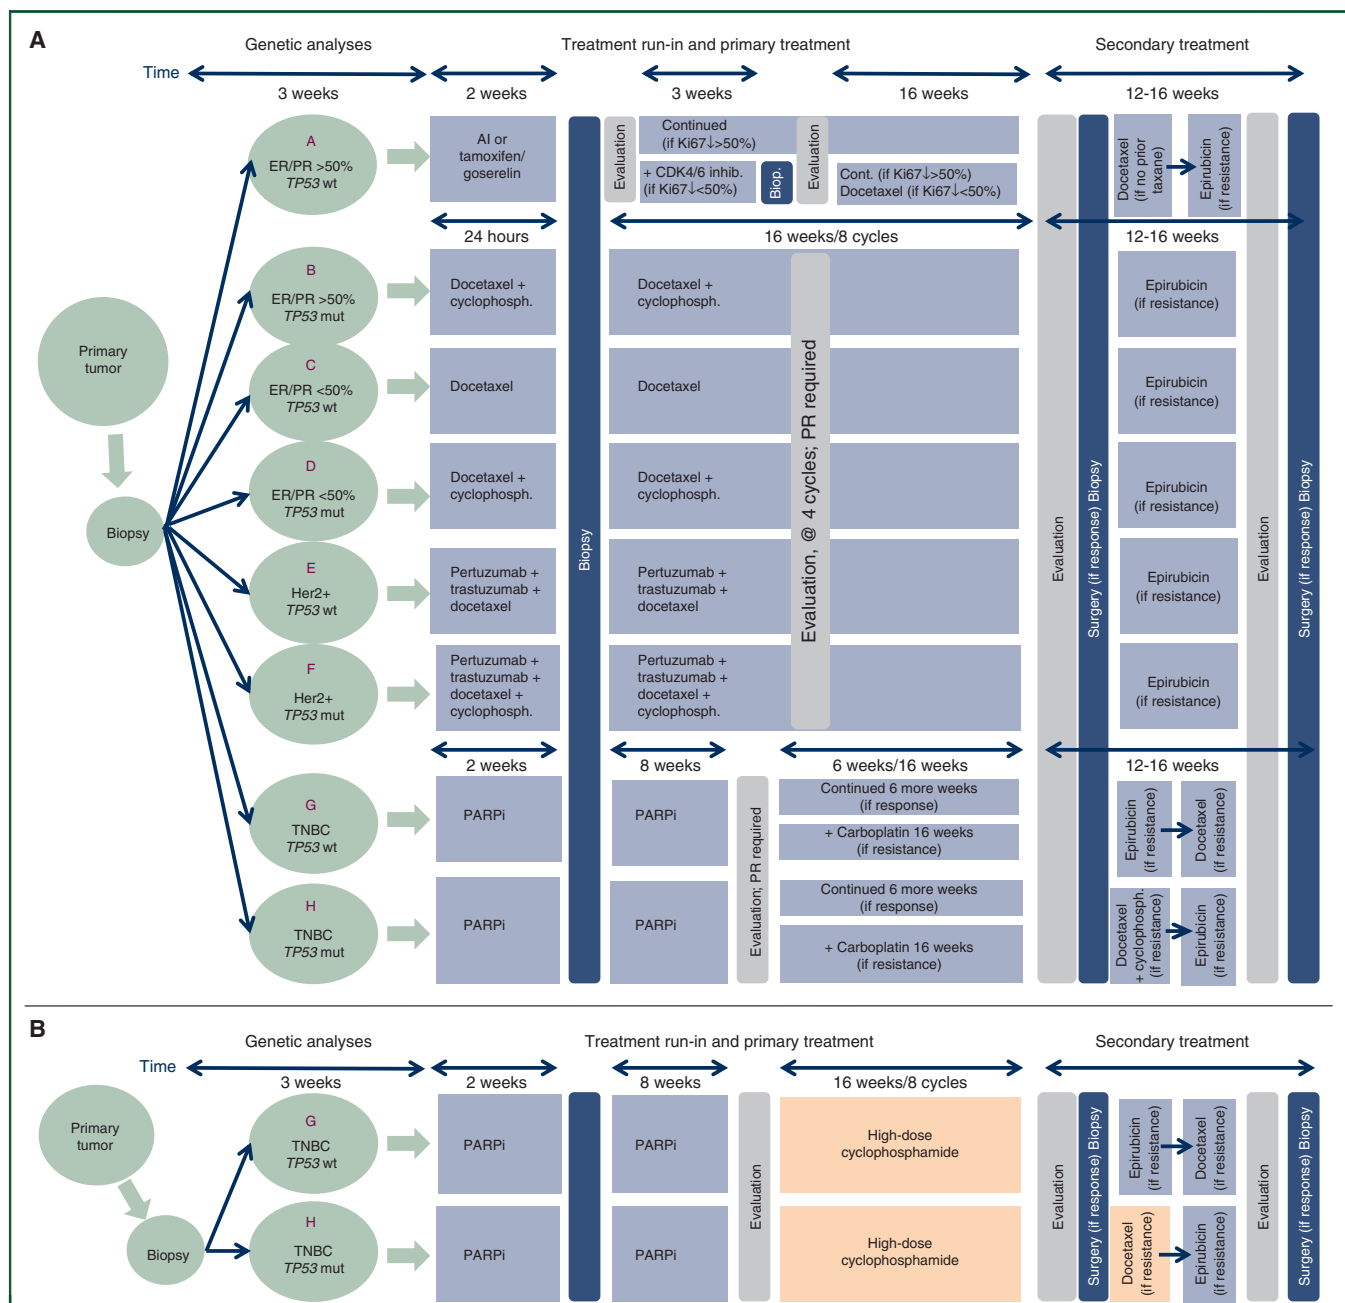 A
Genetic analyses
Treatment run-in and primary treatment
Secondary treatment
Time
3 weeks
2 weeks
3 weeks
16 weeks
12-16 weeks
A
ER/PR >50%
TP53 wt
AI or
tamoxifen/
goserelin
Evaluation
Continued
(if Ki67↓>50%)
+ CDK4/6 inhib.
(if Ki67↓<50%)
Biop.
Evaluation
Cont. (if Ki67↓>50%)
Docetaxel (if Ki67↓<50%)
Docetaxel
(if no prior
taxane)
Epirubicin
(if resistance)
24 hours
16 weeks/8 cycles
12-16 weeks
B
ER/PR >50%
TP53 mut
Docetaxel +
cyclophosph.
Docetaxel +
cyclophosph.
Epirubicin
(if resistance)
Primary
tumor
C
ER/PR <50%
TP53 wt
Docetaxel
Docetaxel
Epirubicin
(if resistance)
D
ER/PR <50%
TP53 mut
Docetaxel +
cyclophosph.
Docetaxel +
cyclophosph.
Epirubicin
(if resistance)
Biopsy
Biopsy
Evaluation, @ 4 cycles; PR required
Evaluation
Surgery (if response) Biopsy
Evaluation
Surgery (if response) Biopsy
E
Her2+
TP53 wt
Pertuzumab +
trastuzumab +
docetaxel
Pertuzumab +
trastuzumab +
docetaxel
Epirubicin
(if resistance)
F
Her2+
TP53 mut
Pertuzumab +
trastuzumab +
docetaxel +
cyclophosph.
Pertuzumab +
trastuzumab +
docetaxel +
cyclophosph.
Epirubicin
(if resistance)
2 weeks
8 weeks
6 weeks/16 weeks
12-16 weeks
G
TNBC
TP53 wt
PARPi
PARPi
Evaluation; PR required
Continued 6 more weeks
(if response)
+ Carboplatin 16 weeks
(if resistance)
Epirubicin
(if resistance)
Docetaxel
(if resistance)
H
TNBC
TP53 mut
PARPi
PARPi
Continued 6 more weeks
(if response)
+ Carboplatin 16 weeks
(if resistance)
Docetaxel
+ cyclophosph.
(if resistance)
Epirubicin
(if resistance)
B
Genetic analyses
Treatment run-in and primary treatment
Secondary treatment
Time
3 weeks
2 weeks
8 weeks
16 weeks/8 cycles
Primary
tumor
G
TNBC
TP53 wt
PARPi
PARPi
Evaluation
High-dose
cyclophosphamide
Evaluation
Surgery (if response) Biopsy
Epirubicin
(if resistance)
Docetaxel
(if resistance)
Evaluation
Surgery (if response) Biopsy
Biopsy
H
TNBC
TP53 mut
PARPi
PARPi
High-dose
cyclophosphamide
Docetaxel
(if resistance)
Epirubicin
(if resistance)